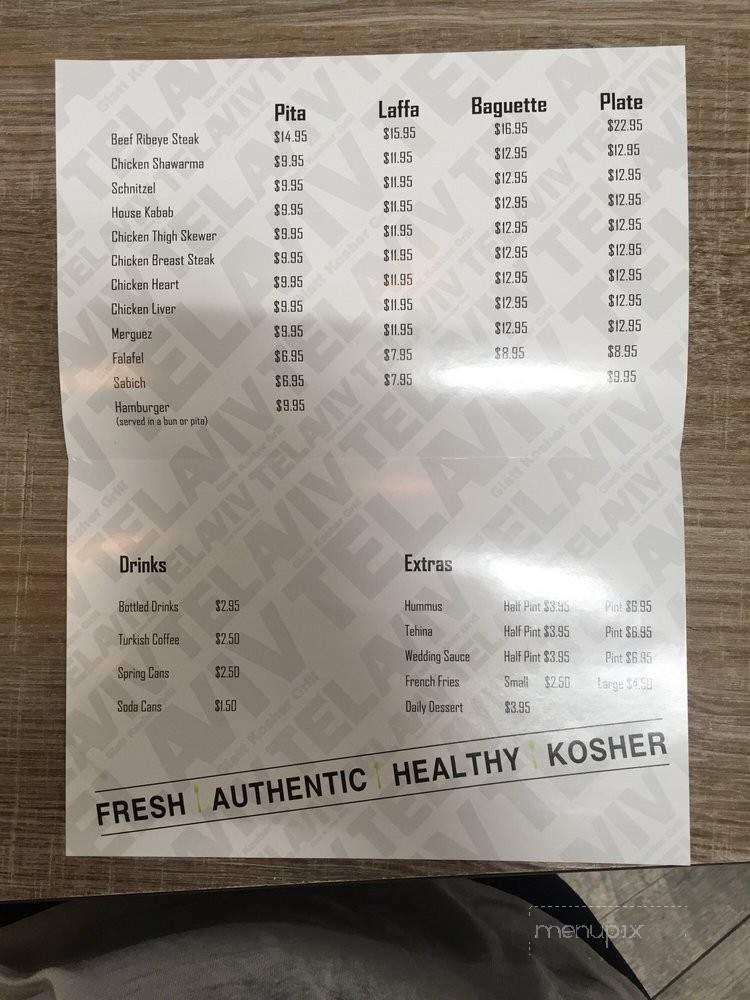 Pita Laffa Baguette Plate
Beef Ribeye Steak $14.95 $15.95 $16.95 $22.95
Chicken Shawarma $9.95 $11.95 $12.95 $12.95
Schnitzel $9.95 $11.95 $12.95 $12.95
House Kabab $9.95 $11.95 $12.95 $12.95
Chicken Thigh Skewer $9.95 $11.95 $12.95 $12.95
Chicken Breast Steak $9.95 $11.95 $12.95 $12.95
Chicken Heart $9.95 $11.95 $12.95 $12.95
Chicken Liver $9.95 $11.95 $12.95 $12.95
Merguez $9.95 $11.95 $12.95 $12.95
Falafel $6.95 $7.95 $8.95 $8.95
Sabich $6.95 $7.95 $9.95
Hamburger $9.95
(served in a bun or pita)
Drinks
Bottled Drinks $2.95
Turkish Coffee $2.50
Spring Cans $2.50
Soda Cans $1.50
Extras
Hummus Half Pint $3.95 Pint $6.95
Tehina Half Pint $3.95 Pint $6.95
Wedding Sauce Half Pint $3.95 Pint $6.95
French Fries Small $2.50 Large
Daily Dessert $3.95
FRESH AUTHENTIC HEALTHY KOSHER
TEL AVIV
Glatt Kosher Grill
menupix